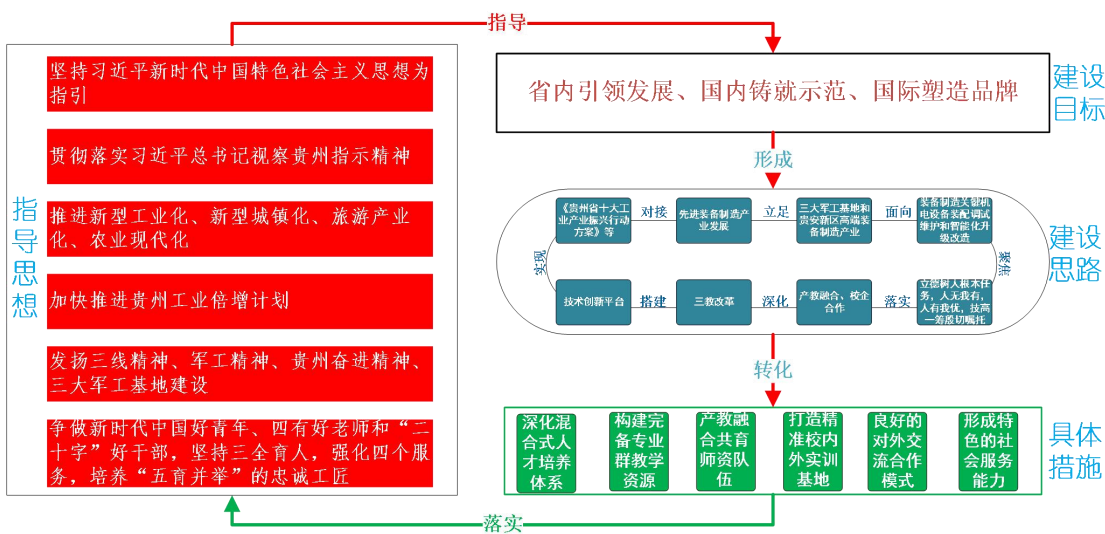 指导
坚持习近平新时代中国特色社会主义思想为
指引
贯彻落实习近平总书记视察贵州指示精神
推进新型工业化、新型城镇化、旅游产业
化、农业现代化
加快推进贵州工业倍增计划
发扬三线精神、军工精神、贵州奋进精神、
三大军工基地建设
争做新时代中国好青年、四有好老师和“二
十字”好干部，坚持三全育人，强化四个服
务，培养“五育并举”的忠诚工匠
指
导
思
想
省内引领发展、国内铸就示范、国际塑造品牌
建设
目标
形成
《贵州省十大工
业产业振兴行动
方案》等
对接
先进装备制造产
业发展
立足
三大军工基地和
贵安新区高端装
备制造产业
面向
装备制造关键机
电设备装配调试
维护和智能化升
级改造
实现
聚焦
技术创新平台
搭建
三教改革
深化
产教融合、校企
合作
落实
立德树人根本任
务，人无我有，
人有我优，技高
一筹殷切嘱托
建设
思路
转化
深化混
合式人
才培养
体系
构建完
备专业
群教学
资源
产教融
合共育
师资队
伍
打造精
准校内
外实训
基地
良好的
对外交
流合作
模式
形成特
色的社
会服务
能力
具体
措施
落实